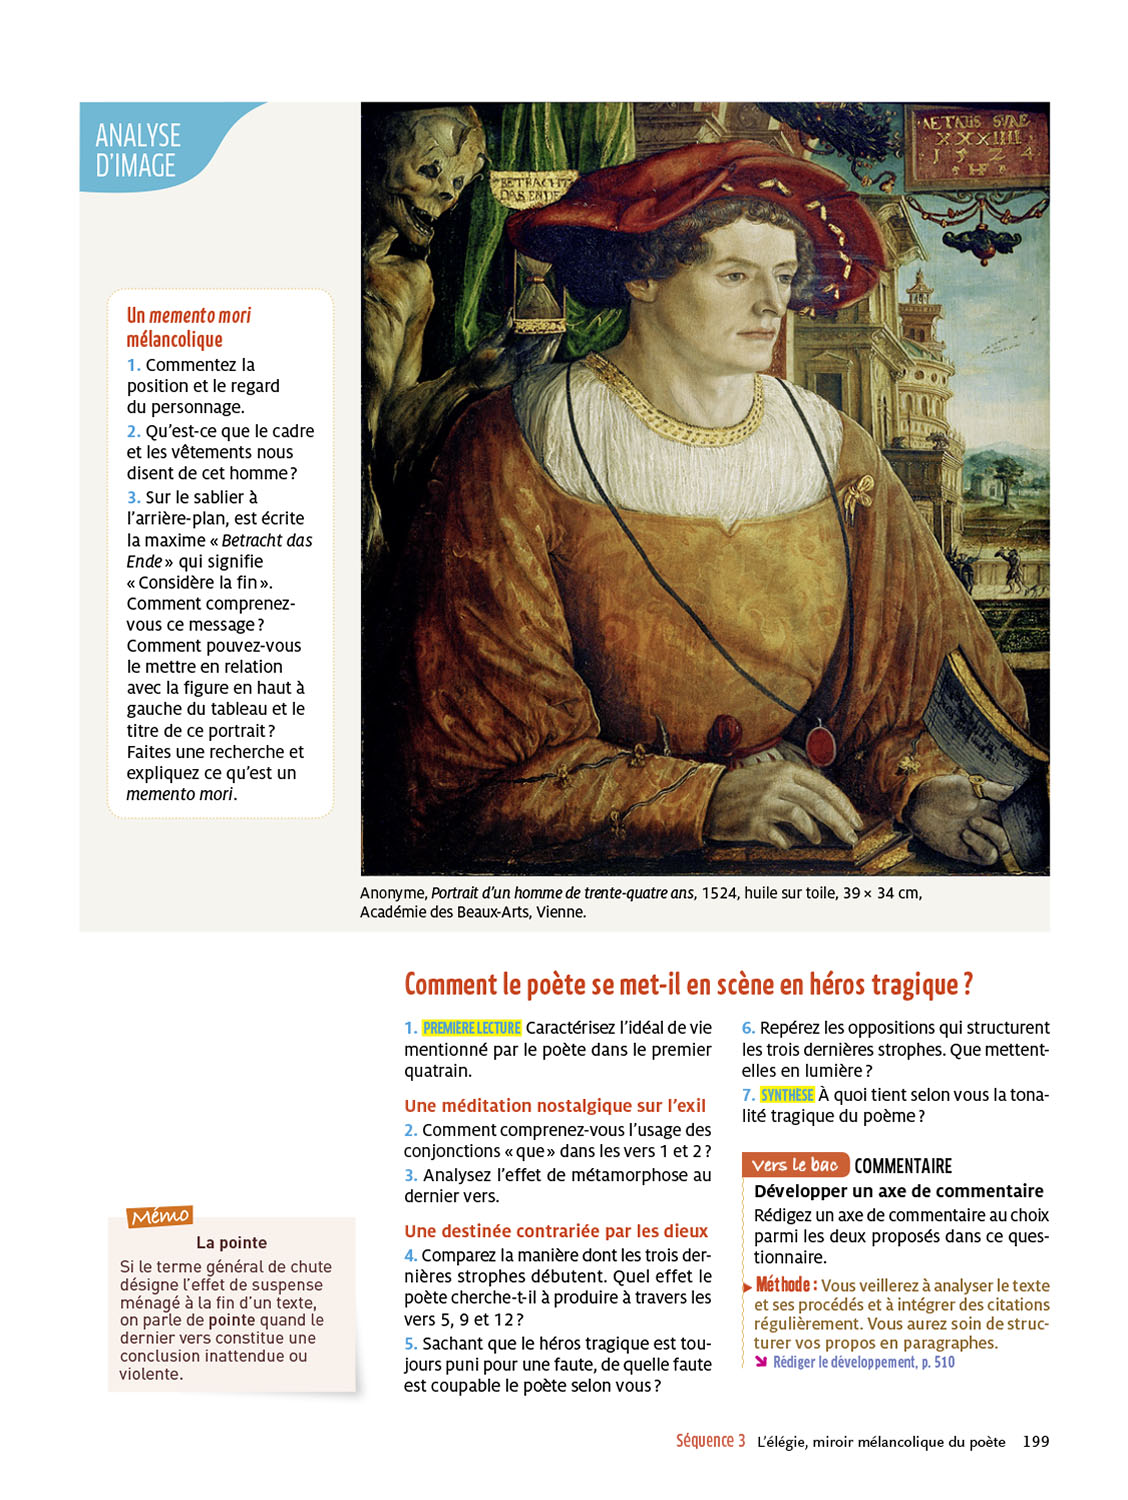 ANALYSE
D'IMAGE
Un memento mori
mélancolique
1. Commentez la
position et le regard
du personnage.
2. Qu'est-ce que le cadre
et les vêtements nous
disent de cet homme ?
3. Sur le sablier à
l'arrière-plan, est écrite
la maxime « Betracht das
Ende » qui signifie
« Considère la fin ».
Comment comprenez-
vous ce message ?
Comment pouvez-vous
le mettre en relation
avec la figure en haut à
gauche du tableau et le
titre de ce portrait ?
Faites une recherche et
expliquez ce qu'est un
memento mori.
BETRACHT
DAS ENDE
AETATIS SVAE
XXXIIII
1524
HF
Anonyme, Portrait d'un homme de trente-quatre ans, 1524, huile sur toile, 39 × 34 cm,
Académie des Beaux-Arts, Vienne.
Comment le poète se met-il en scène en héros tragique ?
1. PREMIÈRE LECTURE Caractérisez l'idéal de vie
mentionné par le poète dans le premier
quatrain.
Une méditation nostalgique sur l'exil
2. Comment comprenez-vous l'usage des
conjonctions « que » dans les vers 1 et 2 ?
3. Analysez l'effet de métamorphose au
dernier vers.
Une destinée contrariée par les dieux
4. Comparez la manière dont les trois der-
nières strophes débutent. Quel effet le
poète cherche-t-il à produire à travers les
vers 5, 9 et 12 ?
5. Sachant que le héros tragique est tou-
jours puni pour une faute, de quelle faute
est coupable le poète selon vous ?
6. Repérez les oppositions qui structurent
les trois dernières strophes. Que mettent-
elles en lumière ?
7. SYNTHÈSE À quoi tient selon vous la tona-
lité tragique du poème ?
Vers le bac COMMENTAIRE
Développer un axe de commentaire
Rédigez un axe de commentaire au choix
parmi les deux proposés dans ce ques-
tionnaire.
Méthode : Vous veillerez à analyser le texte
et ses procédés et à intégrer des citations
régulièrement. Vous aurez soin de struc-
turer vos propos en paragraphes.
Rédiger le développement, p. 510
Mémo
La pointe
Si le terme général de chute
désigne l'effet de suspense
ménagé à la fin d'un texte,
on parle de pointe quand le
dernier vers constitue une
conclusion inattendue ou
violente.
Séquence 3 L'élégie, miroir mélancolique du poète 199